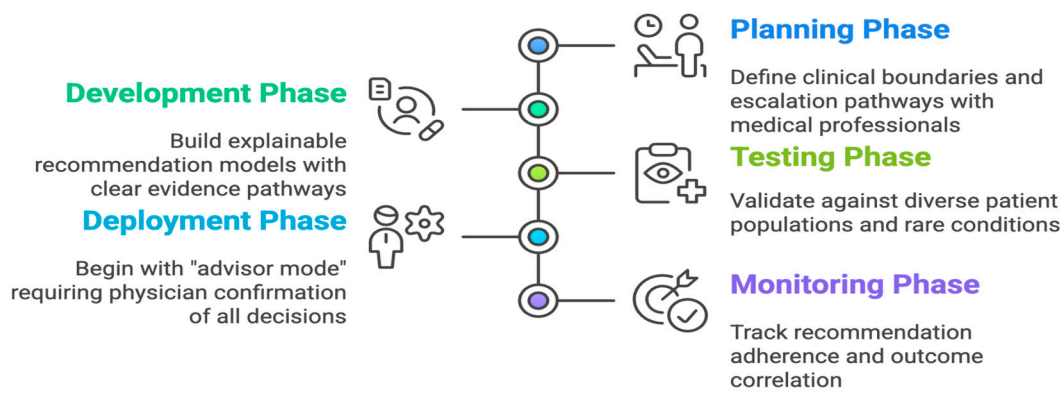 Planning Phase
Define clinical boundaries and
escalation pathways with
medical professionals
Development Phase
Build explainable
recommendation models with
clear evidence pathways
Testing Phase
Validate against diverse patient
populations and rare conditions
Deployment Phase
Begin with "advisor mode"
requiring physician confirmation
of all decisions
Monitoring Phase
Track recommendation
adherence and outcome
correlation